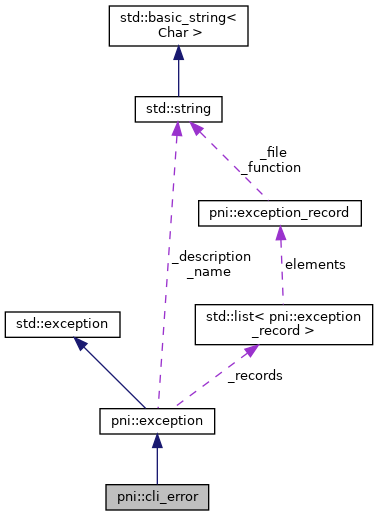 std::basic_string<
Char >
std::string
_file
_function
pni::exception_record
_description
_name
elements
std::exception
std::list< pni::exception
_record >
_records
pni::exception
pni::cli_error